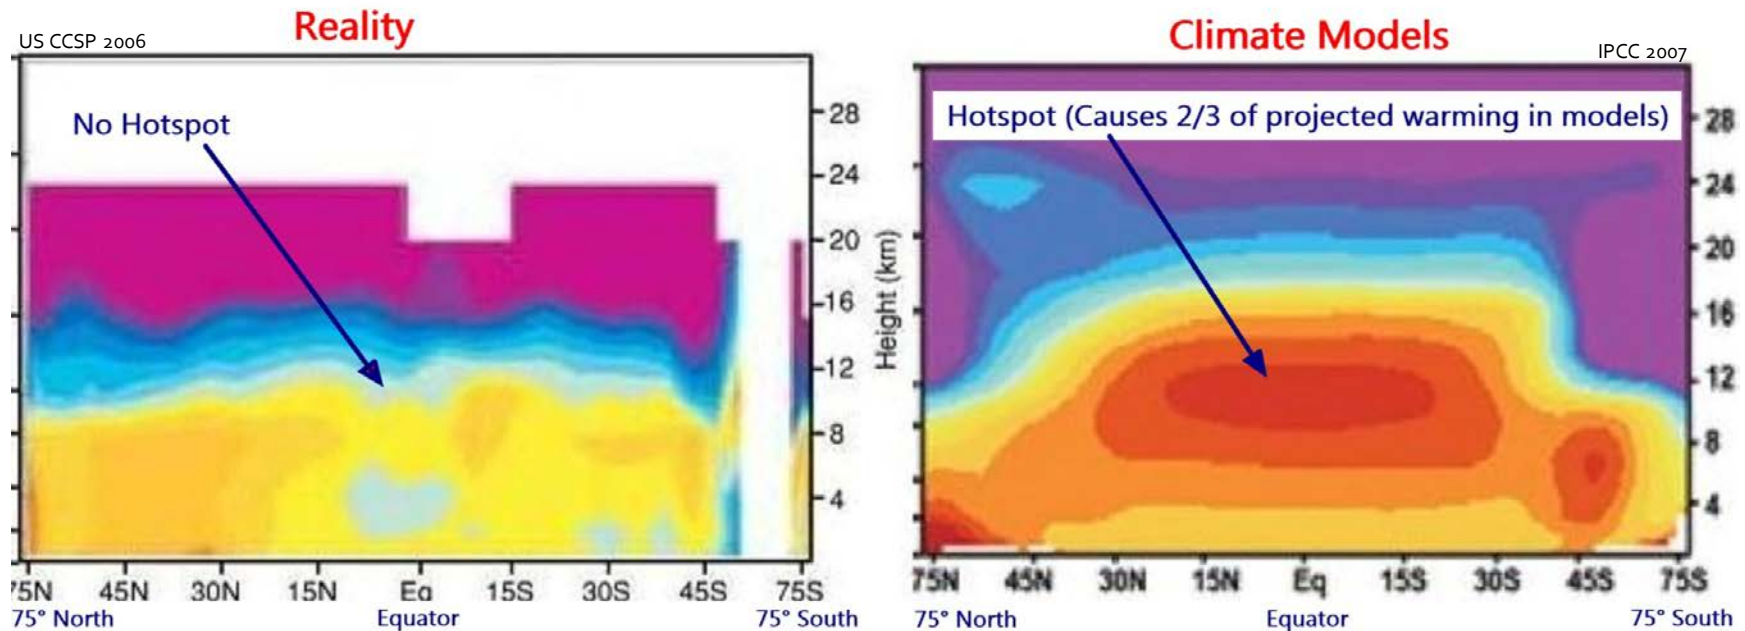 Reality
US CCSP 2006
No Hotspot
28
24
20
16
12
8
4
75N 45N 30N 15N Eq 15S 30S 45S 75S
75° North Equator 75° South
Climate Models
IPCC 2007
Hotspot (Causes 2/3 of projected warming in models)
Height (km)
28
24
20
16
12
8
4
75N 45N 30N 15N Eq 15S 30S 45S 75S
75° North Equator 75° South